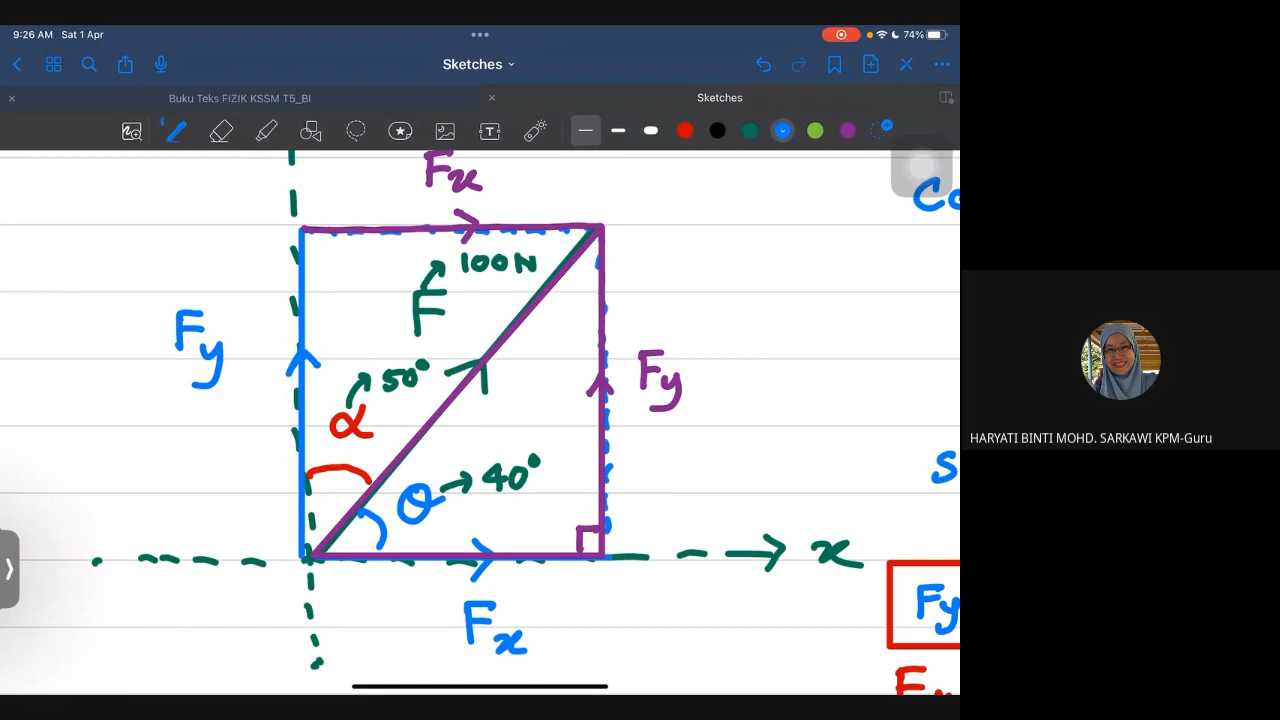 9:26 AM Sat 1 Apr
74%
Sketches
Buku Teks FIZIK KSSM T5_BI
Sketches
Fx
Co
100N
F
Fy
50°
Fy
α
θ
40°
S
x
Fy
Fx
HARYATI BINTI MOHD. SARKAWI KPM-Guru